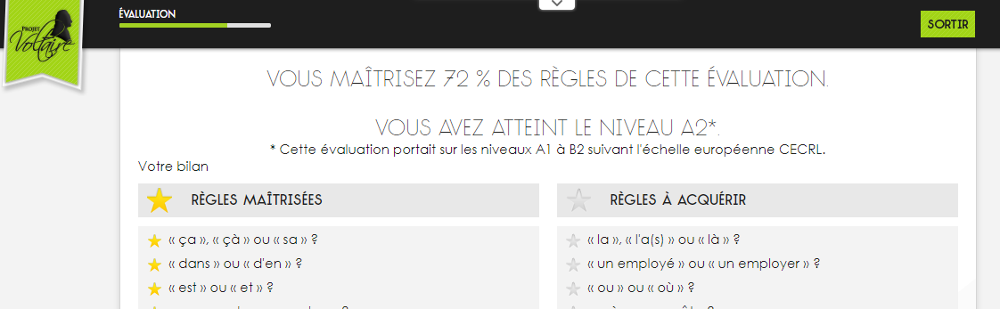 PROJET
Voltaire
ÉVALUATION
SORTIR
VOUS MAÎTRISEZ 72 % DES RÈGLES DE CETTE ÉVALUATION.
VOUS AVEZ ATTEINT LE NIVEAU A2*.
* Cette évaluation portait sur les niveaux A1 à B2 suivant l'échelle européenne CECRL.
Votre bilan
RÈGLES MAÎTRISÉES
« ça », « çà » ou « sa » ?
« dans » ou « d'en » ?
« est » ou « et » ?
RÈGLES À ACQUÉRIR
« la », « l'a(s) » ou « là » ?
« un employé » ou « un employer » ?
« ou » ou « où » ?